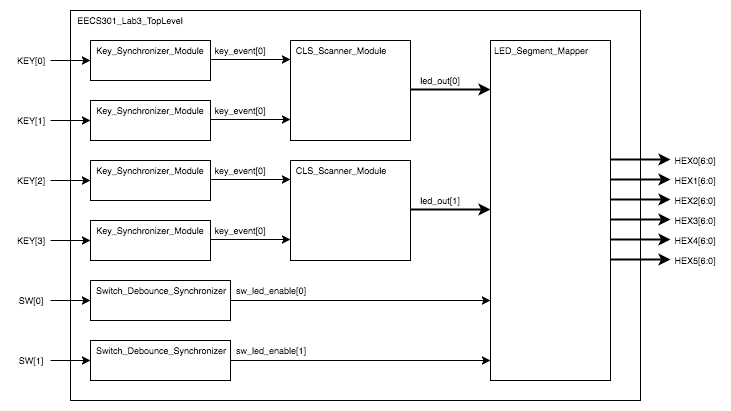 EECS301_Lab3_TopLevel
KEY[0]
Key_Synchronizer_Module
key_event[0]
CLS_Scanner_Module
led_out[0]
LED_Segment_Mapper
KEY[1]
Key_Synchronizer_Module
key_event[0]
KEY[2]
Key_Synchronizer_Module
key_event[0]
CLS_Scanner_Module
led_out[1]
KEY[3]
Key_Synchronizer_Module
key_event[0]
SW[0]
Switch_Debounce_Synchronizer
sw_led_enable[0]
SW[1]
Switch_Debounce_Synchronizer
sw_led_enable[1]
HEX0[6:0]
HEX1[6:0]
HEX2[6:0]
HEX3[6:0]
HEX4[6:0]
HEX5[6:0]